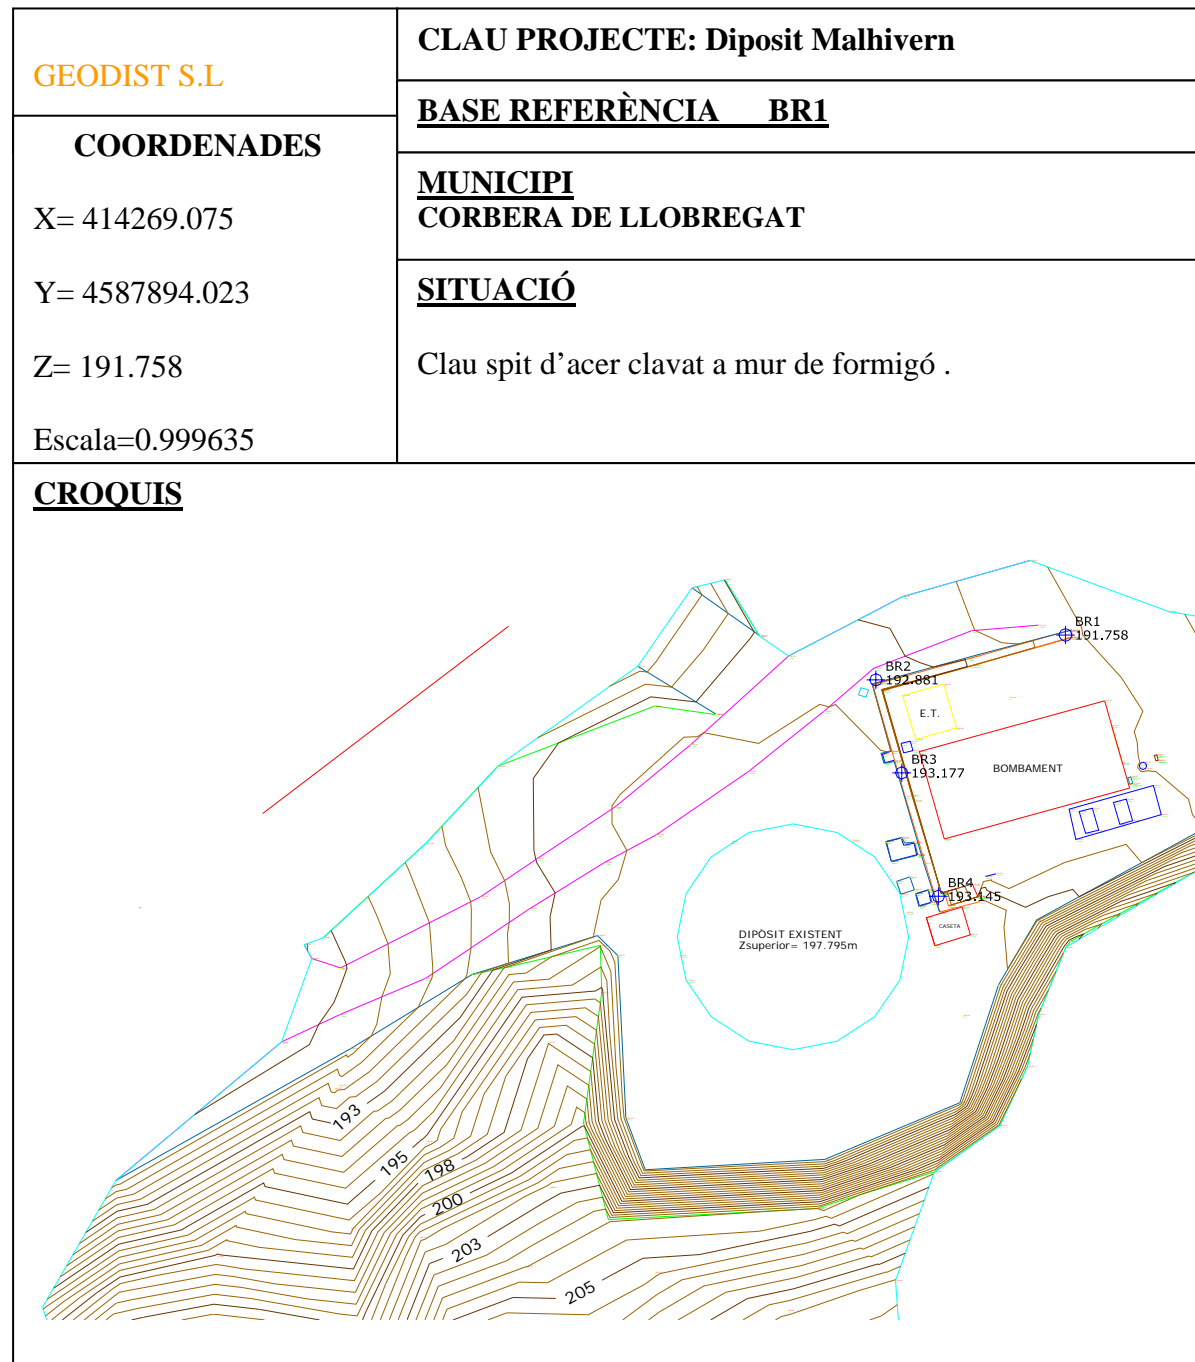 GEODIST S.L
CLAU PROJECTE: Diposit Malhivern
BASE REFERÈNCIA BR1
COORDENADES
X= 414269.075
Y= 4587894.023
Z= 191.758
Escala=0.999635
MUNICIPI
CORBERA DE LLOBREGAT
SITUACIÓ
Clau spit d’acer clavat a mur de formigó .
CROQUIS
BR1
191.758
BR2
192.881
E.T.
BR3
193.177
BOMBAMENT
BR4
193.145
CASETA
DIPÒSIT EXISTENT
Zsuperior= 197.795m
193
195
198
200
203
205